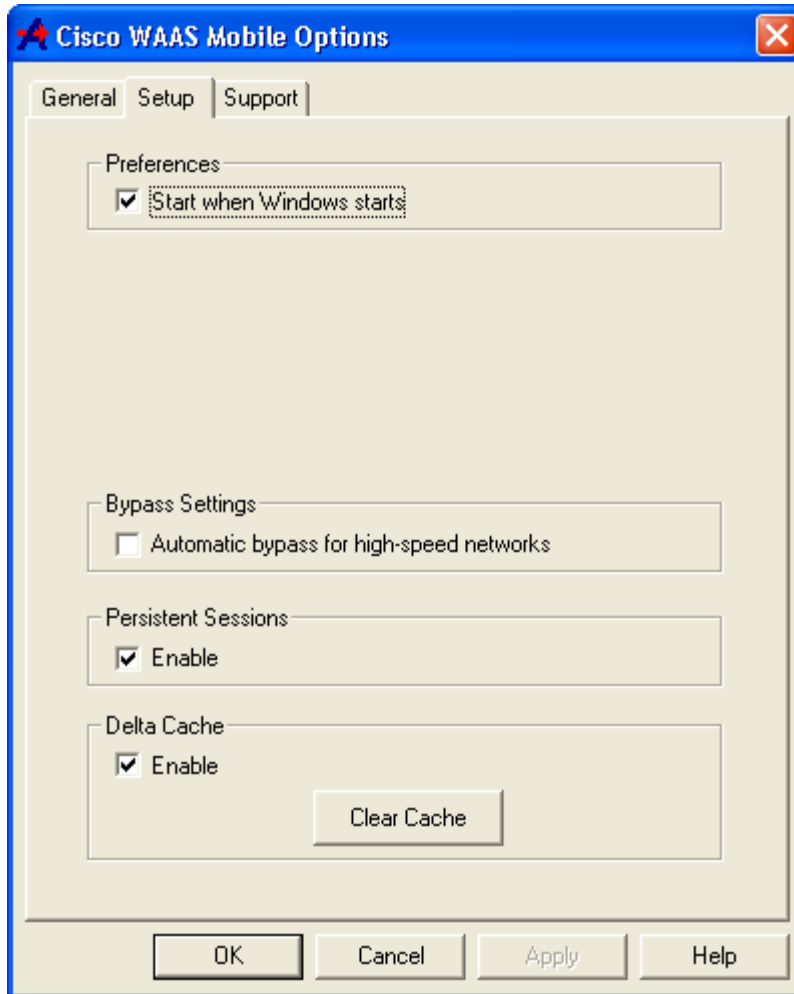 Cisco WAAS Mobile Options
General Setup Support
Preferences
Start when Windows starts
Bypass Settings
Automatic bypass for high-speed networks
Persistent Sessions
Enable
Delta Cache
Enable
Clear Cache
OK Cancel Apply Help